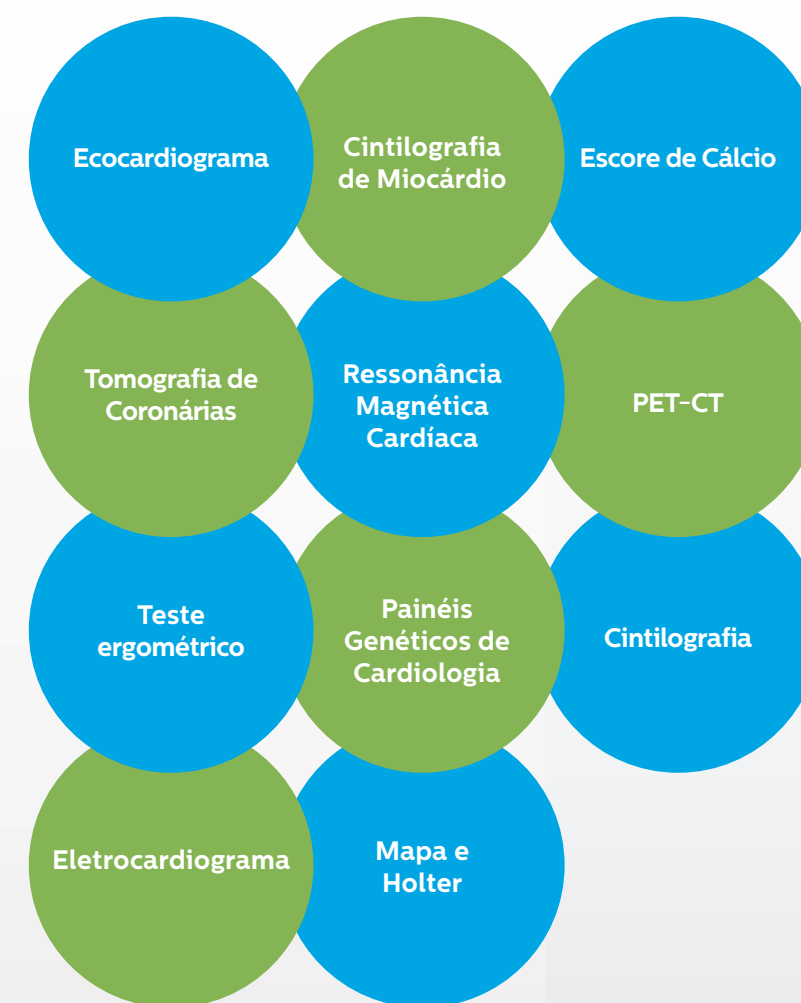 Ecocardiograma
Cintilografia
de Miocárdio
Escore de Cálcio
Tomografia de
Coronárias
Ressonância
Magnética
Cardíaca
PET-CT
Teste
ergométrico
Painéis
Genéticos de
Cardiologia
Cintilografia
Eletrocardiograma
Mapa e
Holter